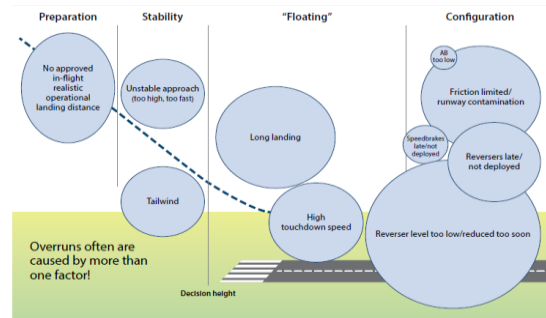 Preparation
Stability
"Floating"
Configuration
No approved
in-flight
realistic
operational
landing distance
Unstable approach
(too high, too fast)
Tailwind
Long landing
High
touchdown speed
AB
too low
Friction limited/
runway contamination
Speedbrakes
late/not
deployed
Reversers late/
not deployed
Reverser level too low/reduced too soon
Overruns often are
caused by more than
one factor!
Decision height